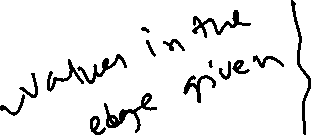 values in the
edge given